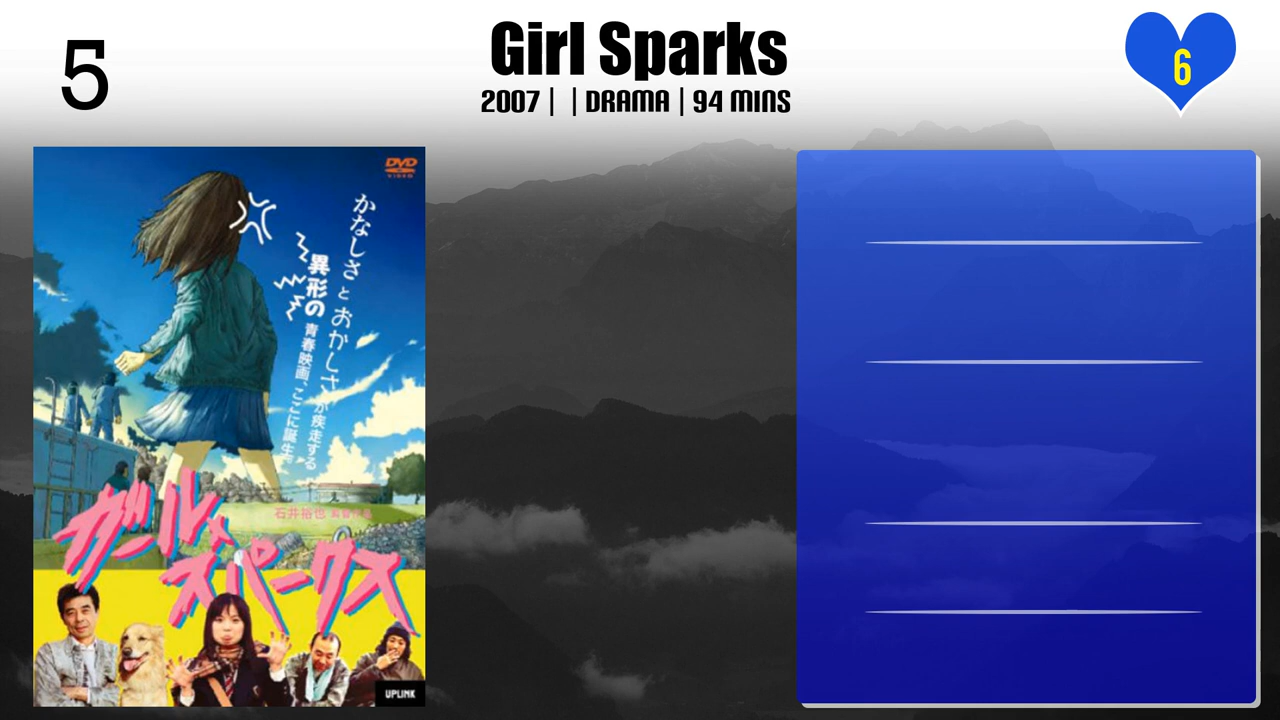 5
Girl Sparks
2007 | | DRAMA | 94 MINS
6
DVD
VIDEO
かなしさとおかしさが疾走する
異形の青春映画、ここに誕生
石井裕也
ガール・スパークス
UPLINK